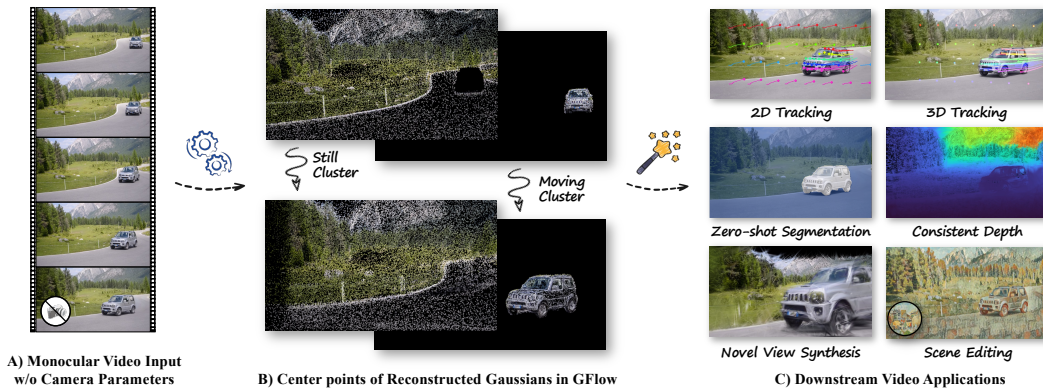 2D Tracking
3D Tracking
Still
Cluster
Moving
Cluster
Zero-shot Segmentation
Consistent Depth
Novel View Synthesis
Scene Editing
A) Monocular Video Input
w/o Camera Parameters
B) Center points of Reconstructed Gaussians in GFlow
C) Downstream Video Applications